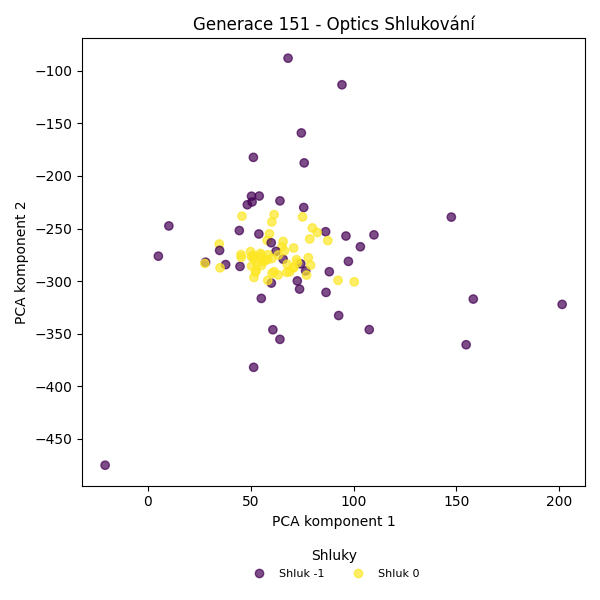 Generace 151 - Optics Shlukování
−100
−150
−200
−250
−300
−350
−400
−450
PCA komponent 2
0 50 100 150 200
PCA komponent 1
Shluky
Shluk -1 Shluk 0